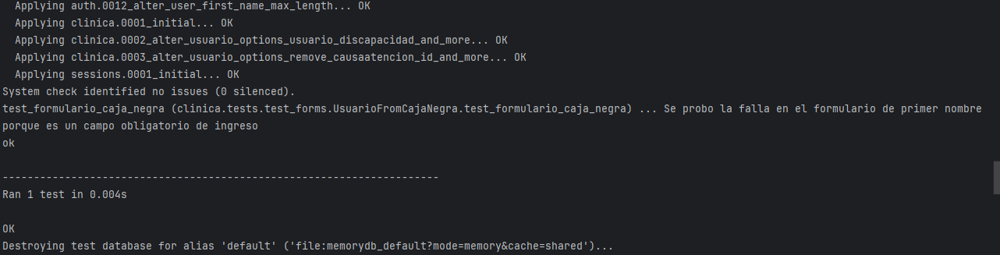 Applying auth.0012_alter_user_first_name_max_length... OK
Applying clinica.0001_initial... OK
Applying clinica.0002_alter_usuario_options_usuario_discapacidad_and_more... OK
Applying clinica.0003_alter_usuario_options_remove_causaatencion_id_and_more... OK
Applying sessions.0001_initial... OK
System check identified no issues (0 silenced).
test_formulario_caja_negra (clinica.tests.test_forms.UsuarioFromCajaNegra.test_formulario_caja_negra) ... Se probo la falla en el formulario de primer nombre
porque es un campo obligatorio de ingreso
ok
----------------------------------------------------------------------
Ran 1 test in 0.004s
OK
Destroying test database for alias 'default' ('file:memorydb_default?mode=memory&cache=shared')...